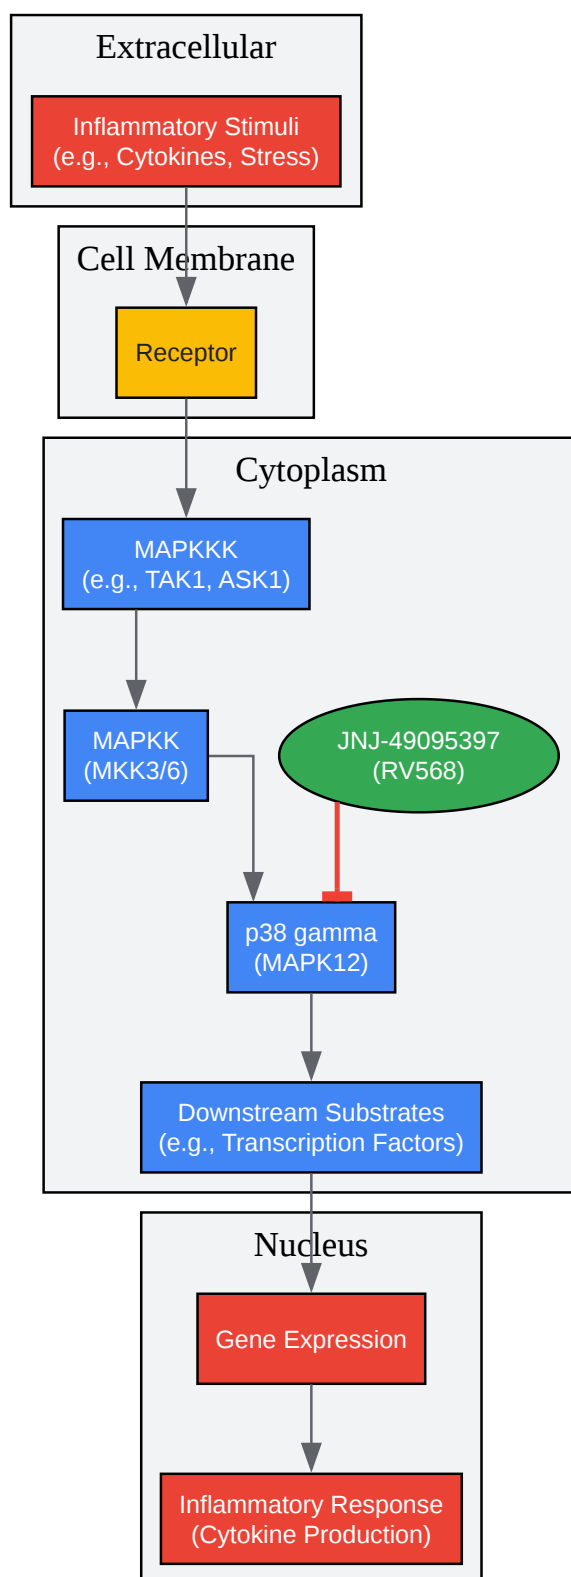 Extracellular
Inflammatory Stimuli
(e.g., Cytokines, Stress)
Cell Membrane
Receptor
Cytoplasm
MAPKKK
(e.g., TAK1, ASK1)
MAPKK
(MKK3/6)
JNJ-49095397
(RV568)
p38 gamma
(MAPK12)
Downstream Substrates
(e.g., Transcription Factors)
Nucleus
Gene Expression
Inflammatory Response
(Cytokine Production)